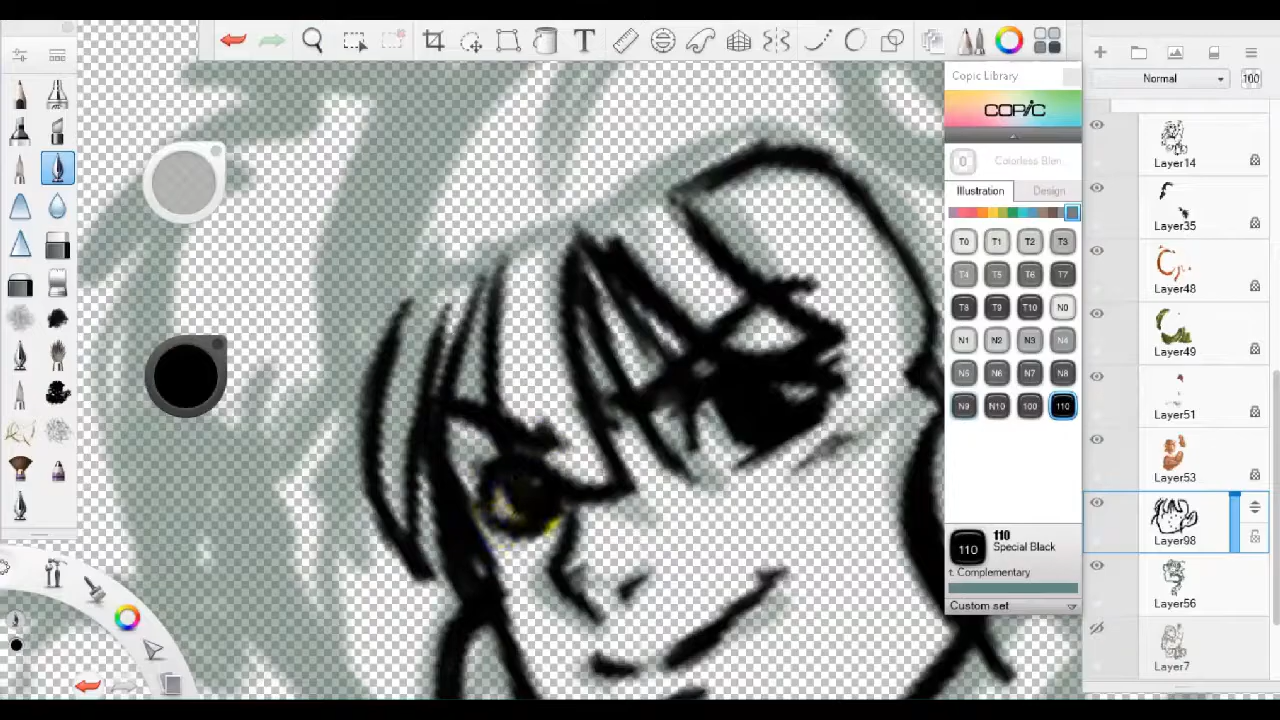 Copic Library
COPIC
0 Colorless Blen...
Illustration Design
T0 T1 T2 T3
T4 T5 T6 T7
T8 T9 T10 N0
N1 N2 N3 N4
N5 N6 N7 N8
N9 N10 100 110
110 110
Special Black
t. Complementary
Custom set
Normal 100
Layer14
Layer35
Layer48
Layer49
Layer51
Layer53
Layer98
Layer56
Layer7